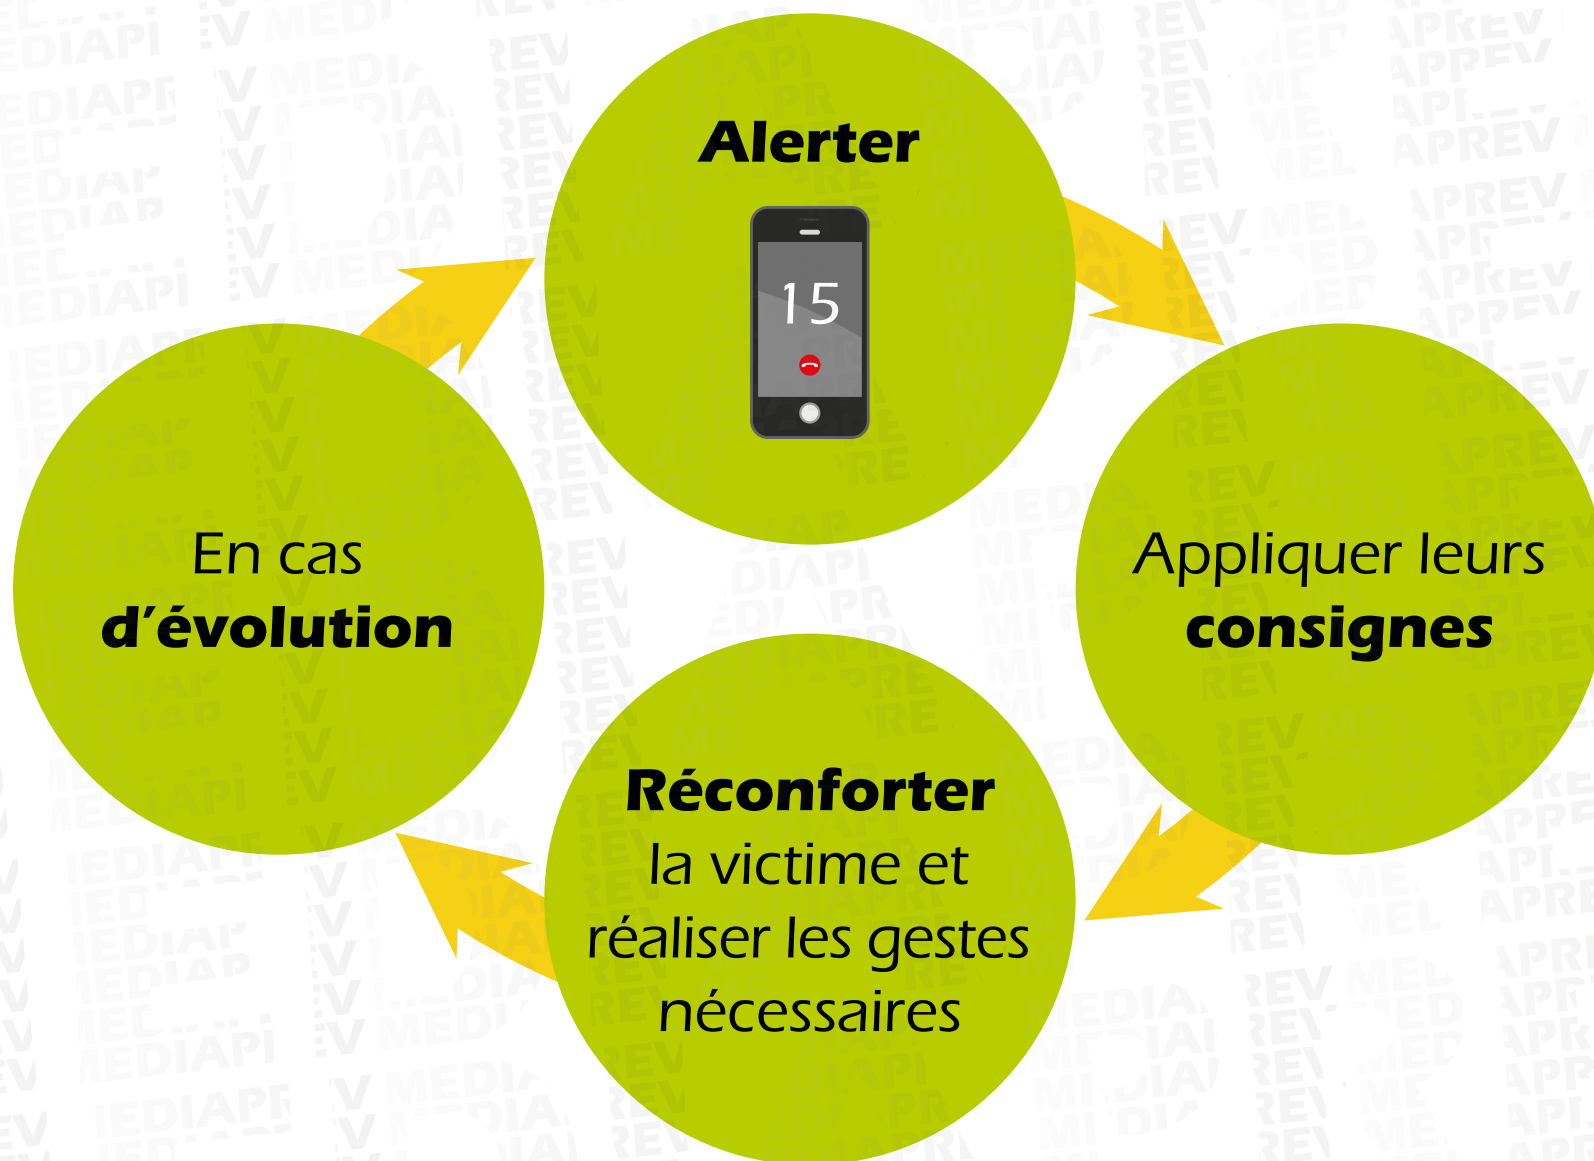 Alerter
15
Appliquer leurs
consignes
Réconforter
la victime et
réaliser les gestes
nécessaires
En cas
d’évolution